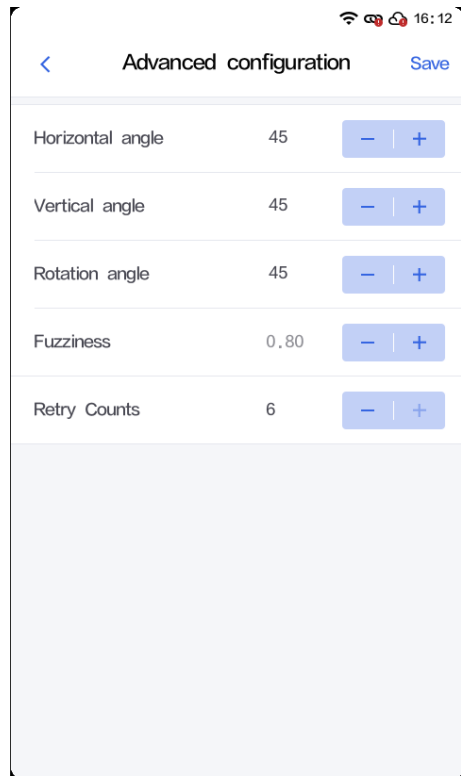 16:12
Advanced configuration Save
Horizontal angle 45 − +
Vertical angle 45 − +
Rotation angle 45 − +
Fuzziness 0.80 − +
Retry Counts 6 − +